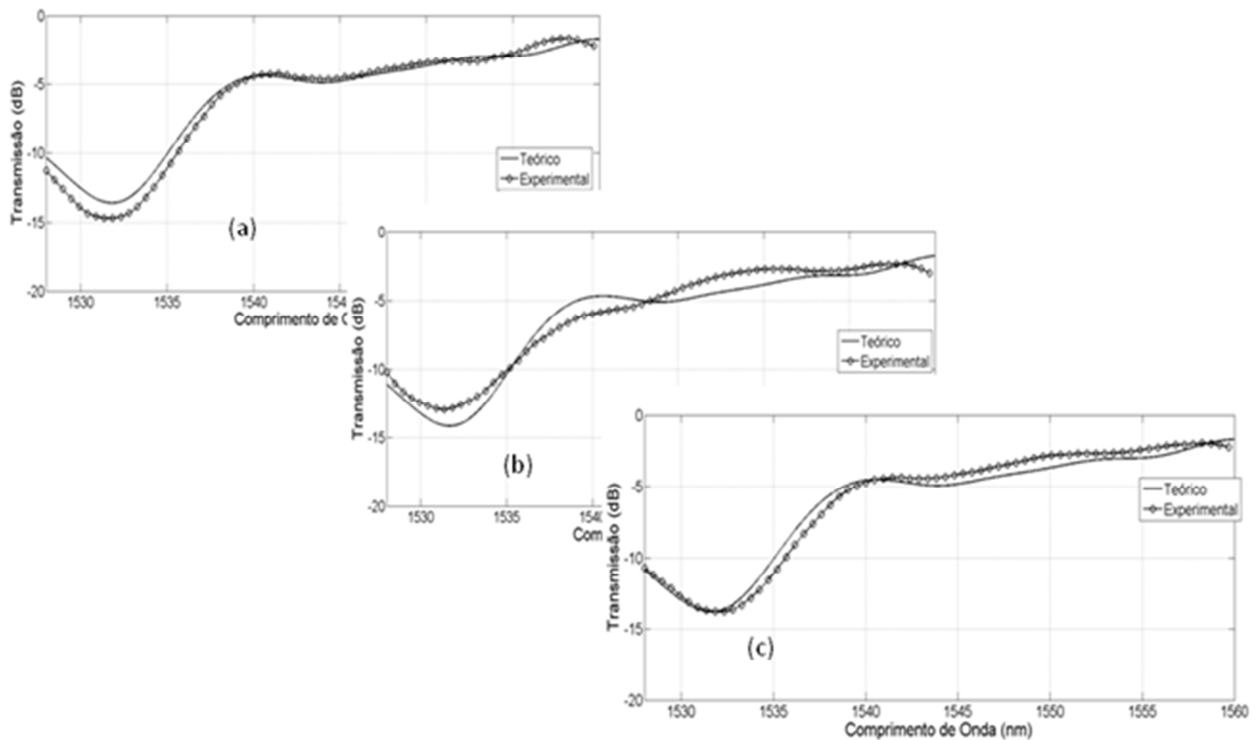 0
-5
-10
-15
-20
Transmissão (dB)
1530 1535 1540
Comprimento de
Teórico
Experimental
(a)
0
-5
-10
-15
-20
Transmissão (dB)
1530 1535
Com
Teórico
Experimental
(b)
0
-5
-10
-15
-20
Transmissão (dB)
1530 1535 1540 1545 1550 1555 1560
Comprimento de Onda (nm)
Teórico
Experimental
(c)